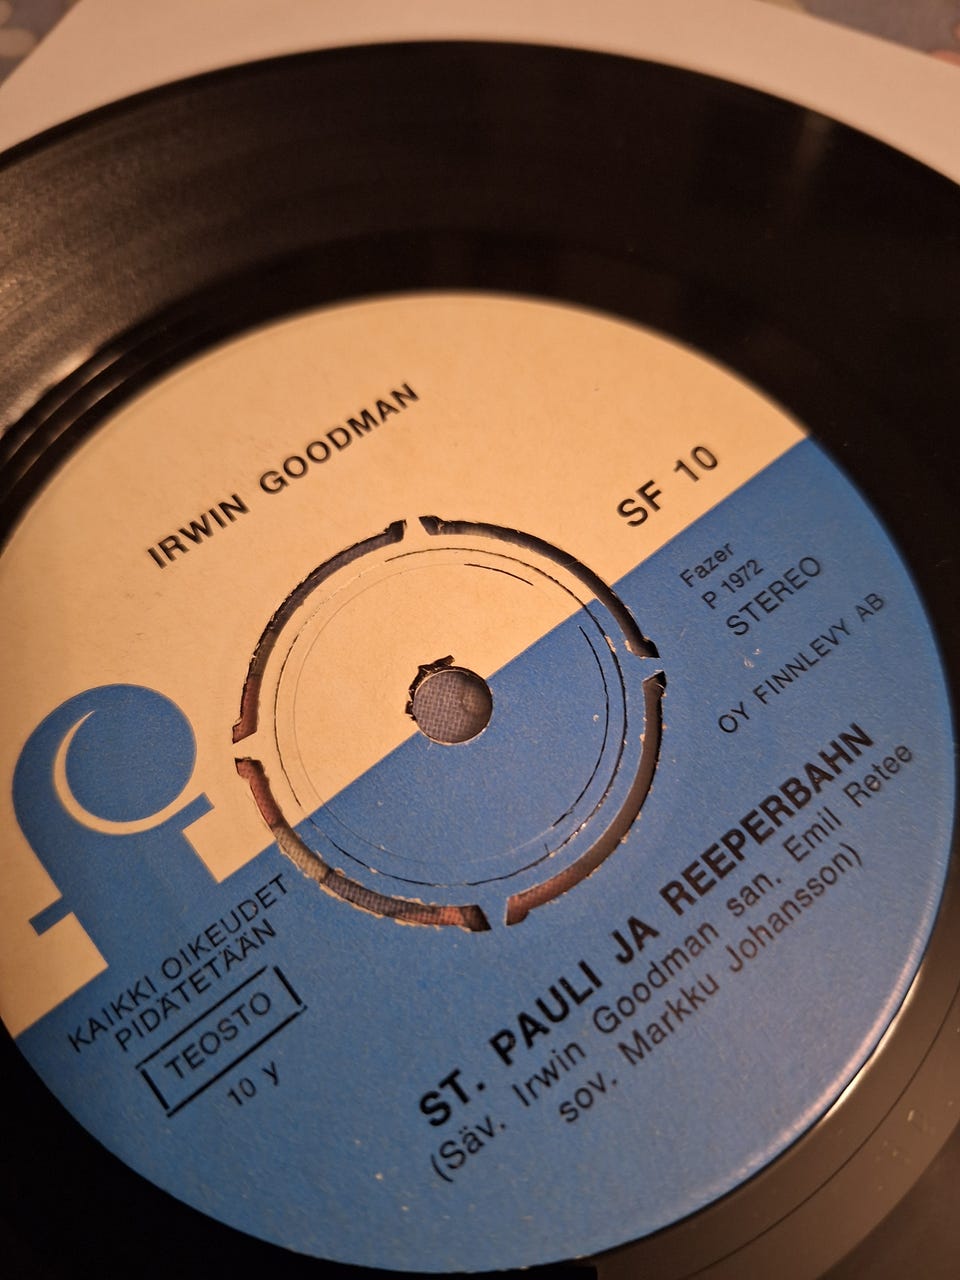 IRWIN GOODMAN
SF 10
Fazer
P 1972
STEREO
OY FINNLEVY AB
f
KAIKKI OIKEUDET
PIDÄTETÄÄN
TEOSTO
10 y
ST. PAULI JA REEPERBAHN
(Säv. Irwin Goodman san. Emil Retee
sov. Markku Johansson)